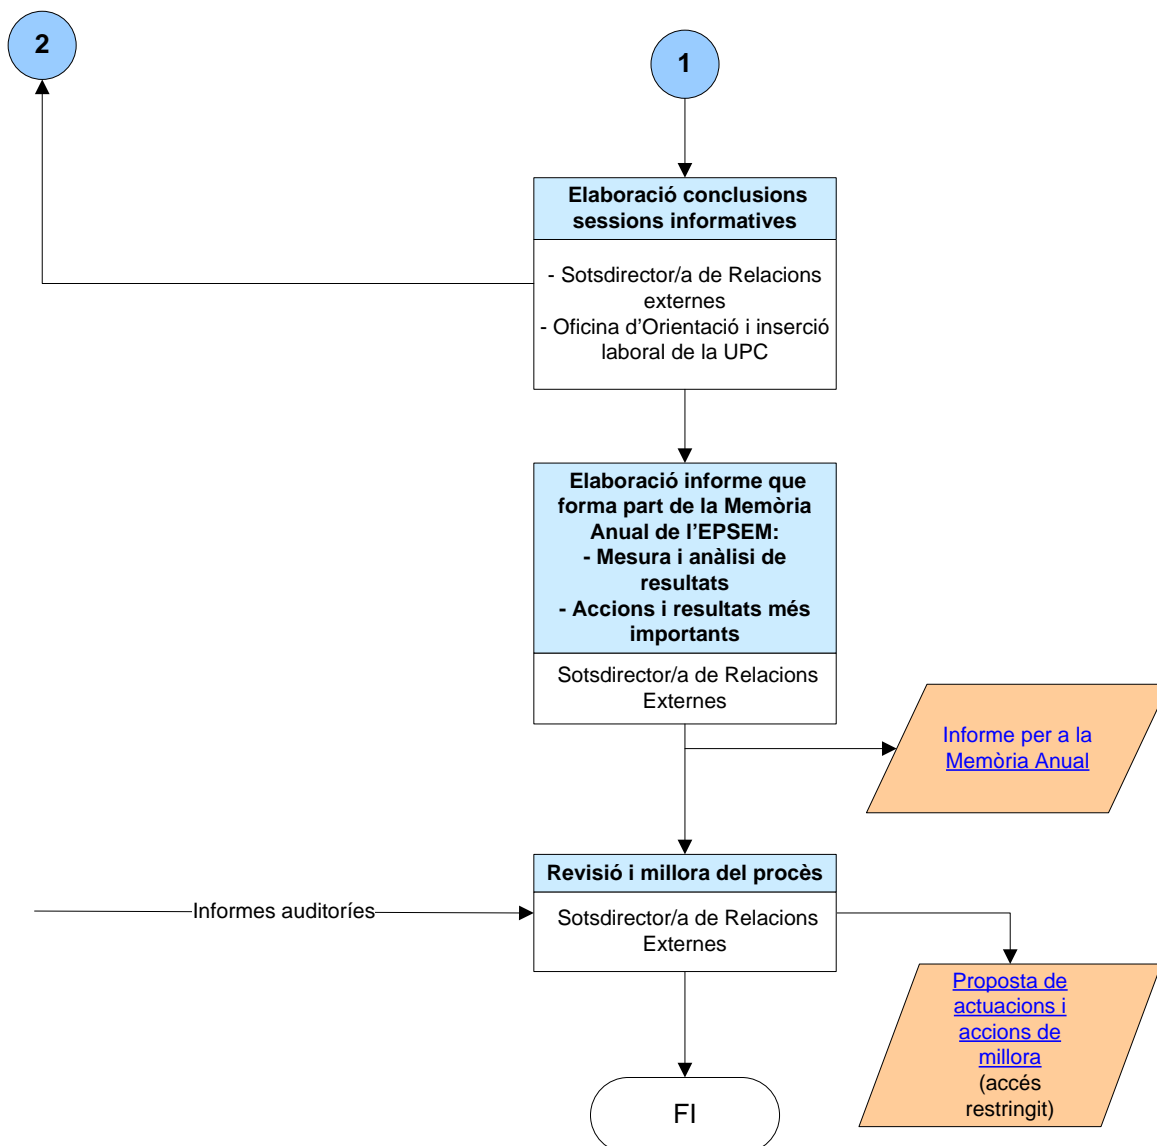 2
1
Elaboració conclusions
sessions informatives
- Sotsdirector/a de Relacions
externes
- Oficina d’Orientació i inserció
laboral de la UPC
Elaboració informe que
forma part de la Memòria
Anual de l’EPSEM:
- Mesura i anàlisi de
resultats
- Accions i resultats més
importants
Sotsdirector/a de Relacions
Externes
Informe per a la
Memòria Anual
Revisió i millora del procès
Informes auditoríes
Sotsdirector/a de Relacions
Externes
Proposta de
actuacions i
accions de
millora
(accés
restringit)
FI